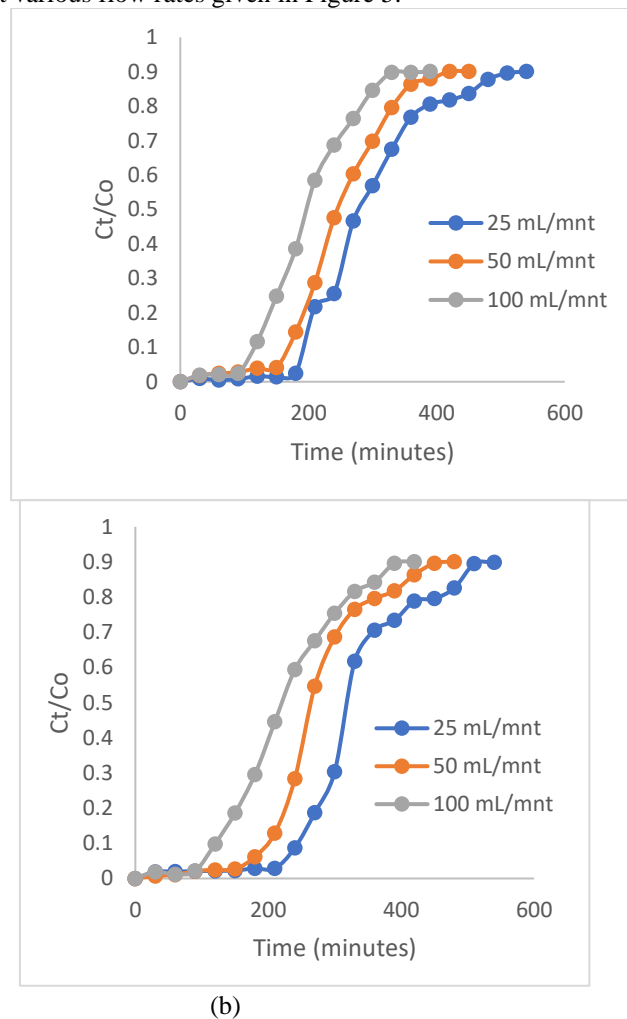 t various flow rates given in Figure 3.
1
0.9
0.8
0.7
0.6
0.5
0.4
0.3
0.2
0.1
0
Ct/Co
25 mL/mnt
50 mL/mnt
100 mL/mnt
0 200 400 600
Time (minutes)
1
0.9
0.8
0.7
0.6
0.5
0.4
0.3
0.2
0.1
0
Ct/Co
25 mL/mnt
50 mL/mnt
100 mL/mnt
0 200 400 600
Time (minutes)
(b)